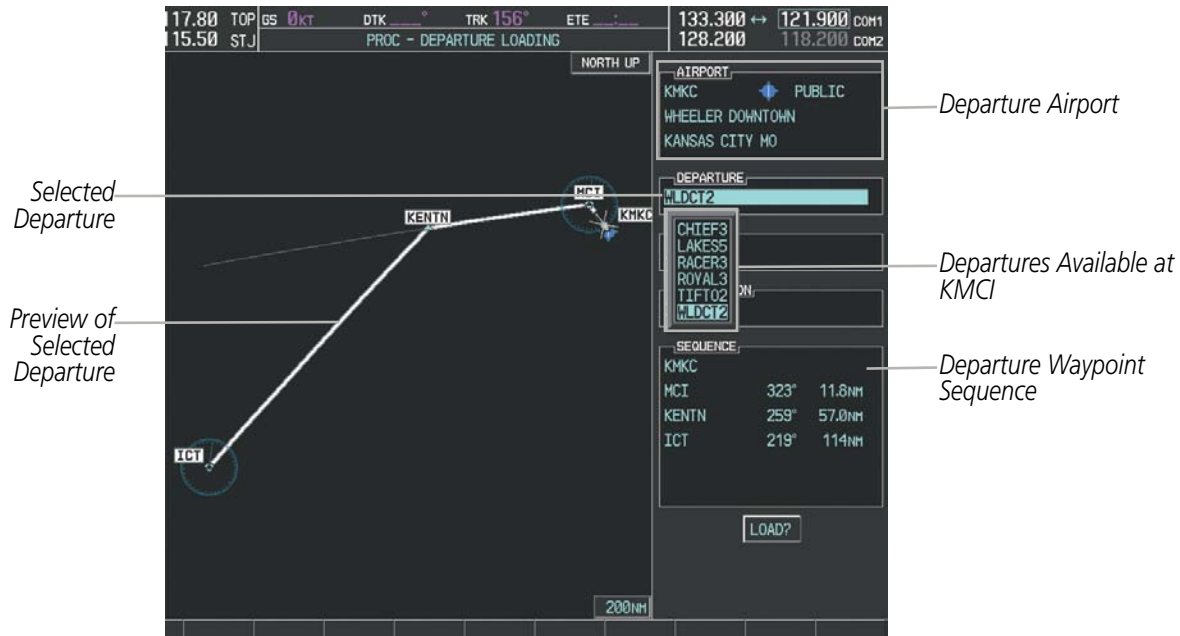 117.80 TOP GS 0KT DTK ___° TRK 156° ETE __:__ 133.300 ↔ 121.900 COM1
115.50 STJ PROC - DEPARTURE LOADING 128.200 118.200 COM2
NORTH UP
AIRPORT
KMKC PUBLIC
WHEELER DOWNTOWN
KANSAS CITY MO
Departure Airport
Selected
Departure
DEPARTURE
WLDCT2
MCI
KENTN
KMKC
CHIEF3
LAKES5
RACER3
ROYAL3
TIFTO2
WLDCT2
ON
Departures Available at
KMCI
Preview of
Selected
Departure
SEQUENCE
KMKC
MCI 323° 11.8NM
KENTN 259° 57.0NM
ICT 219° 114NM
Departure Waypoint
Sequence
ICT
LOAD?
200NM